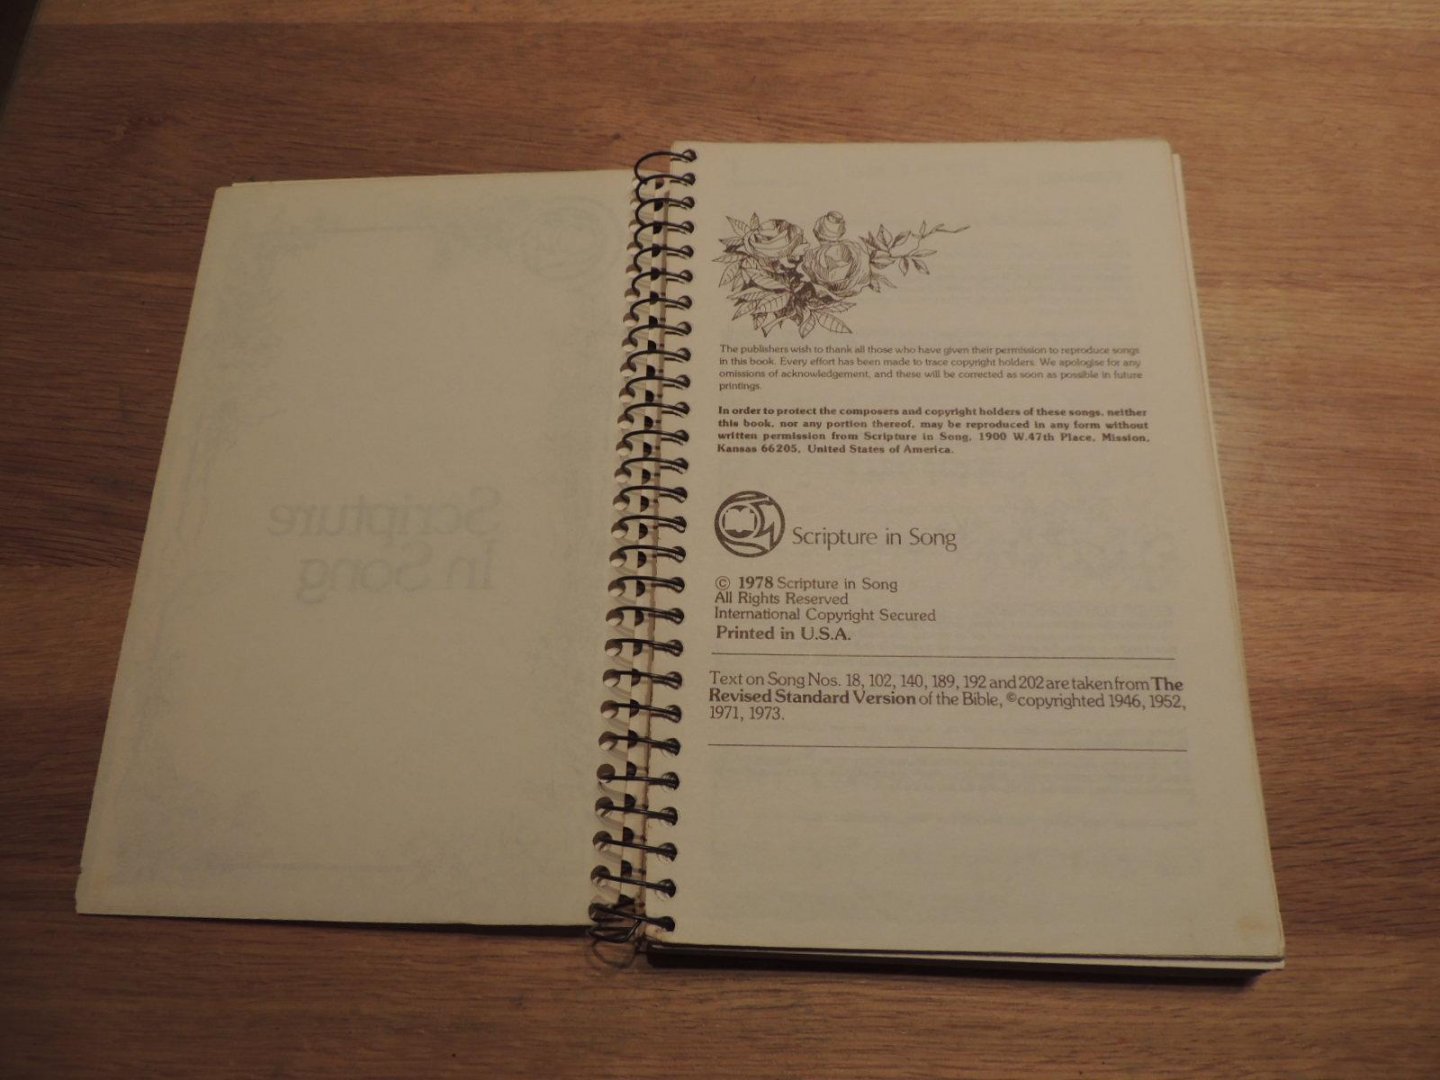 Scripture
In Song
The publishers wish to thank all those who have given their permission to reproduce songs
in this book. Every effort has been made to trace copyright holders. We apologise for any
omissions of acknowledgement, and these will be corrected as soon as possible in future
printings.
In order to protect the composers and copyright holders of these songs, neither
this book, nor any portion thereof, may be reproduced in any form without
written permission from Scripture in Song, 1900 W.47th Place, Mission,
Kansas 66205, United States of America.
Scripture in Song
© 1978 Scripture in Song
All Rights Reserved
International Copyright Secured
Printed in U.S.A.
Text on Song Nos. 18, 102, 140, 189, 192 and 202 are taken from The
Revised Standard Version of the Bible, ©copyrighted 1946, 1952,
1971, 1973.